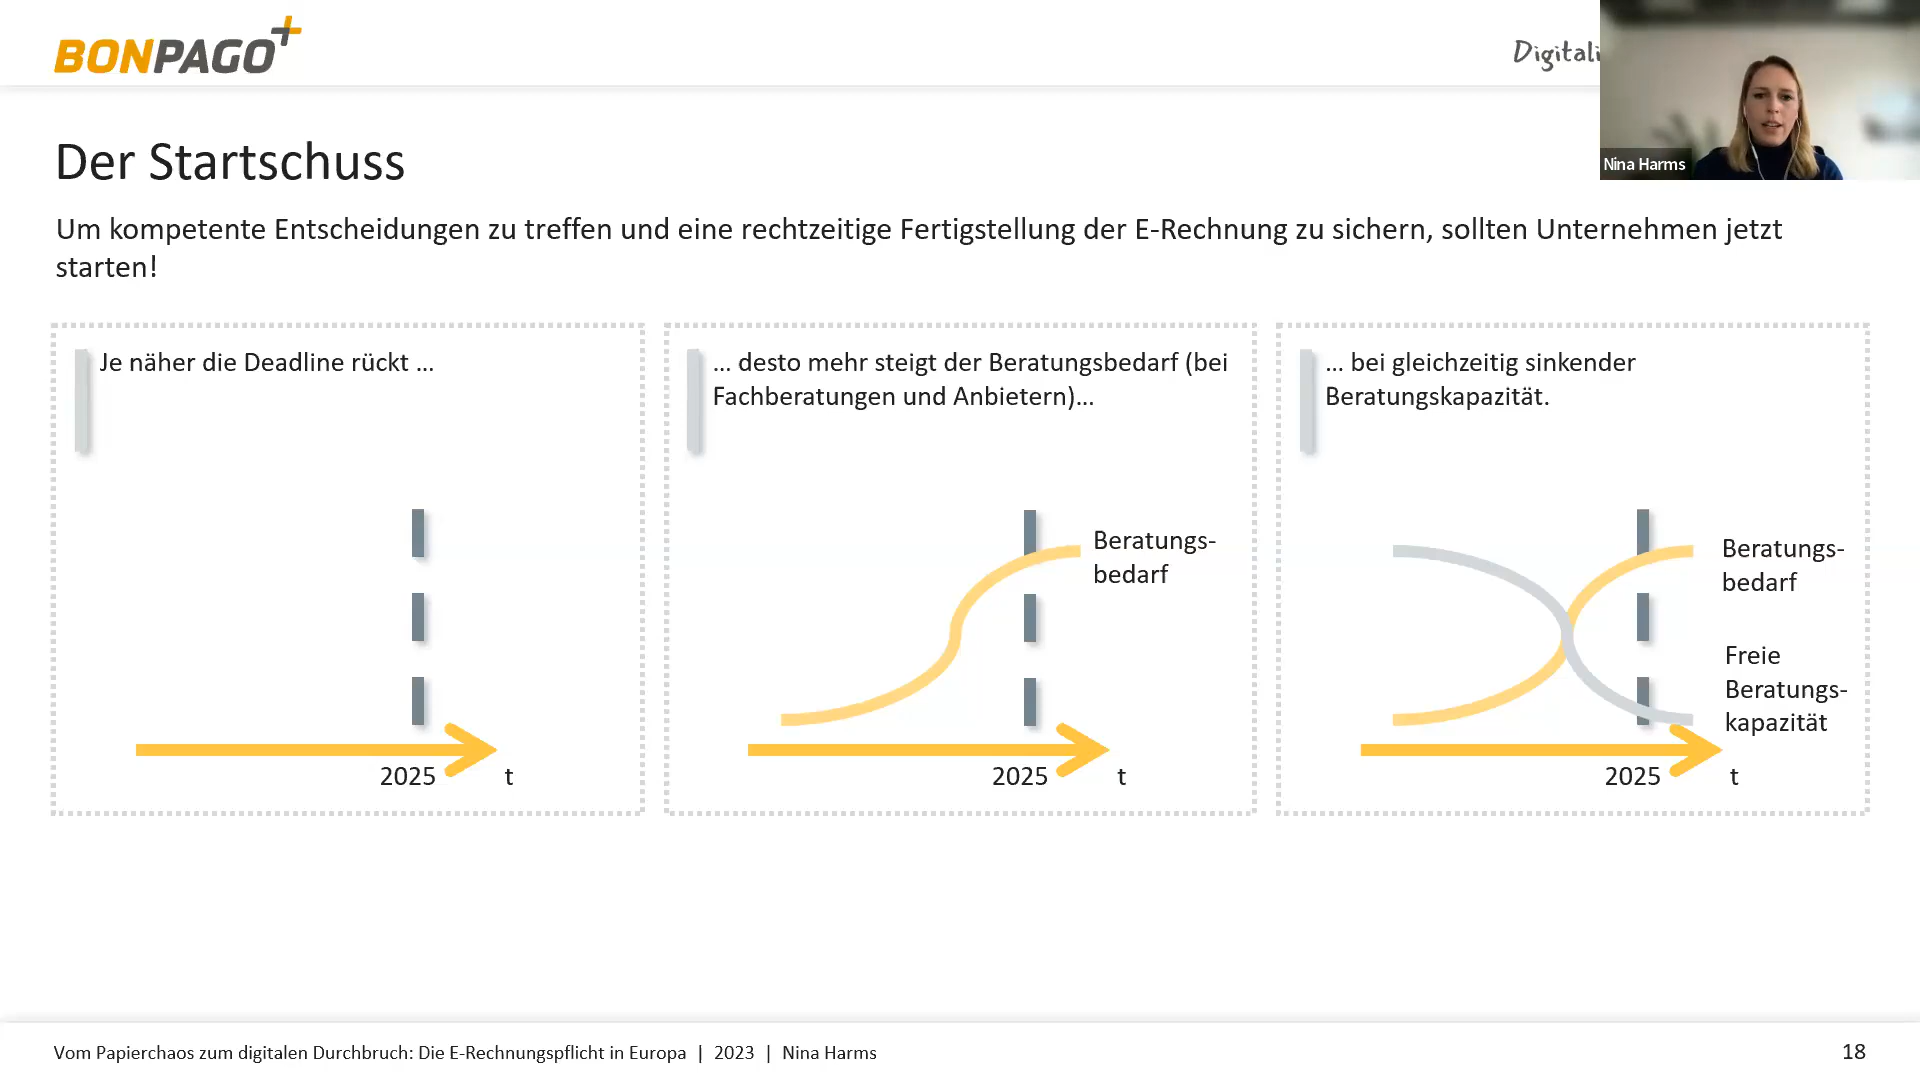 BONPAGO
Digitali
Nina Harms
Der Startschuss
Um kompetente Entscheidungen zu treffen und eine rechtzeitige Fertigstellung der E-Rechnung zu sichern, sollten Unternehmen jetzt
starten!
Je näher die Deadline rückt ...
... desto mehr steigt der Beratungsbedarf (bei
Fachberatungen und Anbietern)...
... bei gleichzeitig sinkender
Beratungskapazität.
2025
t
Beratungs-
bedarf
2025
t
Beratungs-
bedarf
Freie
Beratungs-
kapazität
2025
t
Vom Papierchaos zum digitalen Durchbruch: Die E-Rechnungspflicht in Europa | 2023 | Nina Harms
18